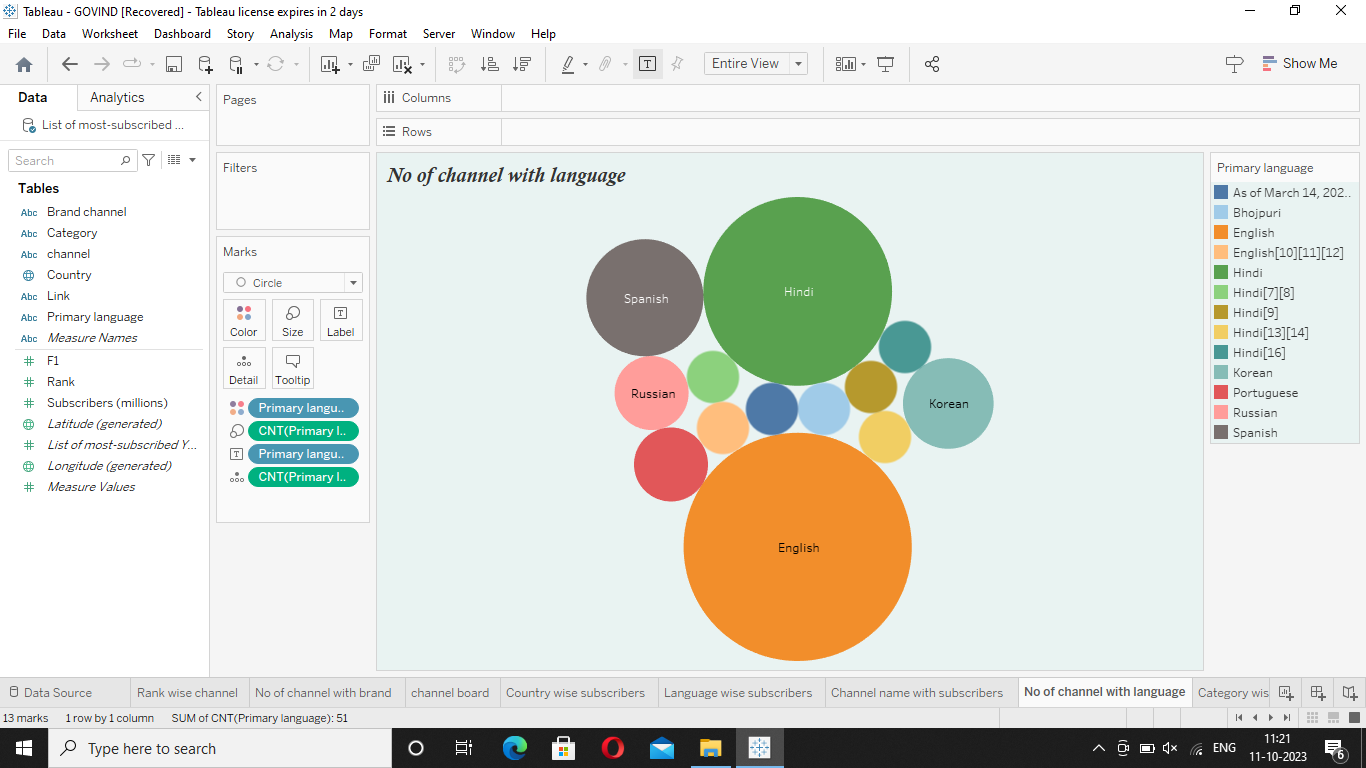 Tableau - GOVIND [Recovered] - Tableau license expires in 2 days
File Data Worksheet Dashboard Story Analysis Map Format Server Window Help
Entire View
Show Me
Data Analytics
List of most-subscribed ...
Search
Tables
Abc Brand channel
Abc Category
Abc channel
Country
Abc Link
Abc Primary language
Abc Measure Names
F1
Rank
Subscribers (millions)
Latitude (generated)
List of most-subscribed Y...
Longitude (generated)
Measure Values
Pages
Filters
Marks
Circle
Color Size Label
Detail Tooltip
Primary langu..
CNT(Primary l..
Primary langu..
CNT(Primary l..
Columns
Rows
No of channel with language
Hindi
Spanish
Russian
Korean
English
Primary language
As of March 14, 202..
Bhojpuri
English
English[10][11][12]
Hindi
Hindi[7][8]
Hindi[9]
Hindi[13][14]
Hindi[16]
Korean
Portuguese
Russian
Spanish
Data Source Rank wise channel No of channel with brand channel board Country wise subscribers Language wise subscribers Channel name with subscribers No of channel with language Category wis
13 marks 1 row by 1 column SUM of CNT(Primary language): 51
Type here to search
ENG
11:21
11-10-2023
6